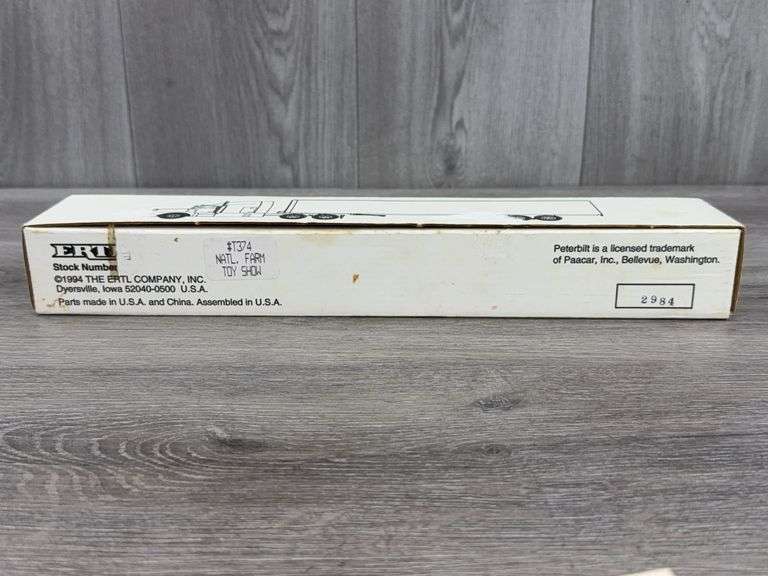 ERTL
Stock Number
©1994 THE ERTL COMPANY, INC.
Dyersville, Iowa 52040-0500 U.S.A.
Parts made in U.S.A. and China. Assembled in U.S.A.
#T374
NATL. FARM
TOY SHOW
Peterbilt is a licensed trademark
of Paacar, Inc., Bellevue, Washington.
2984